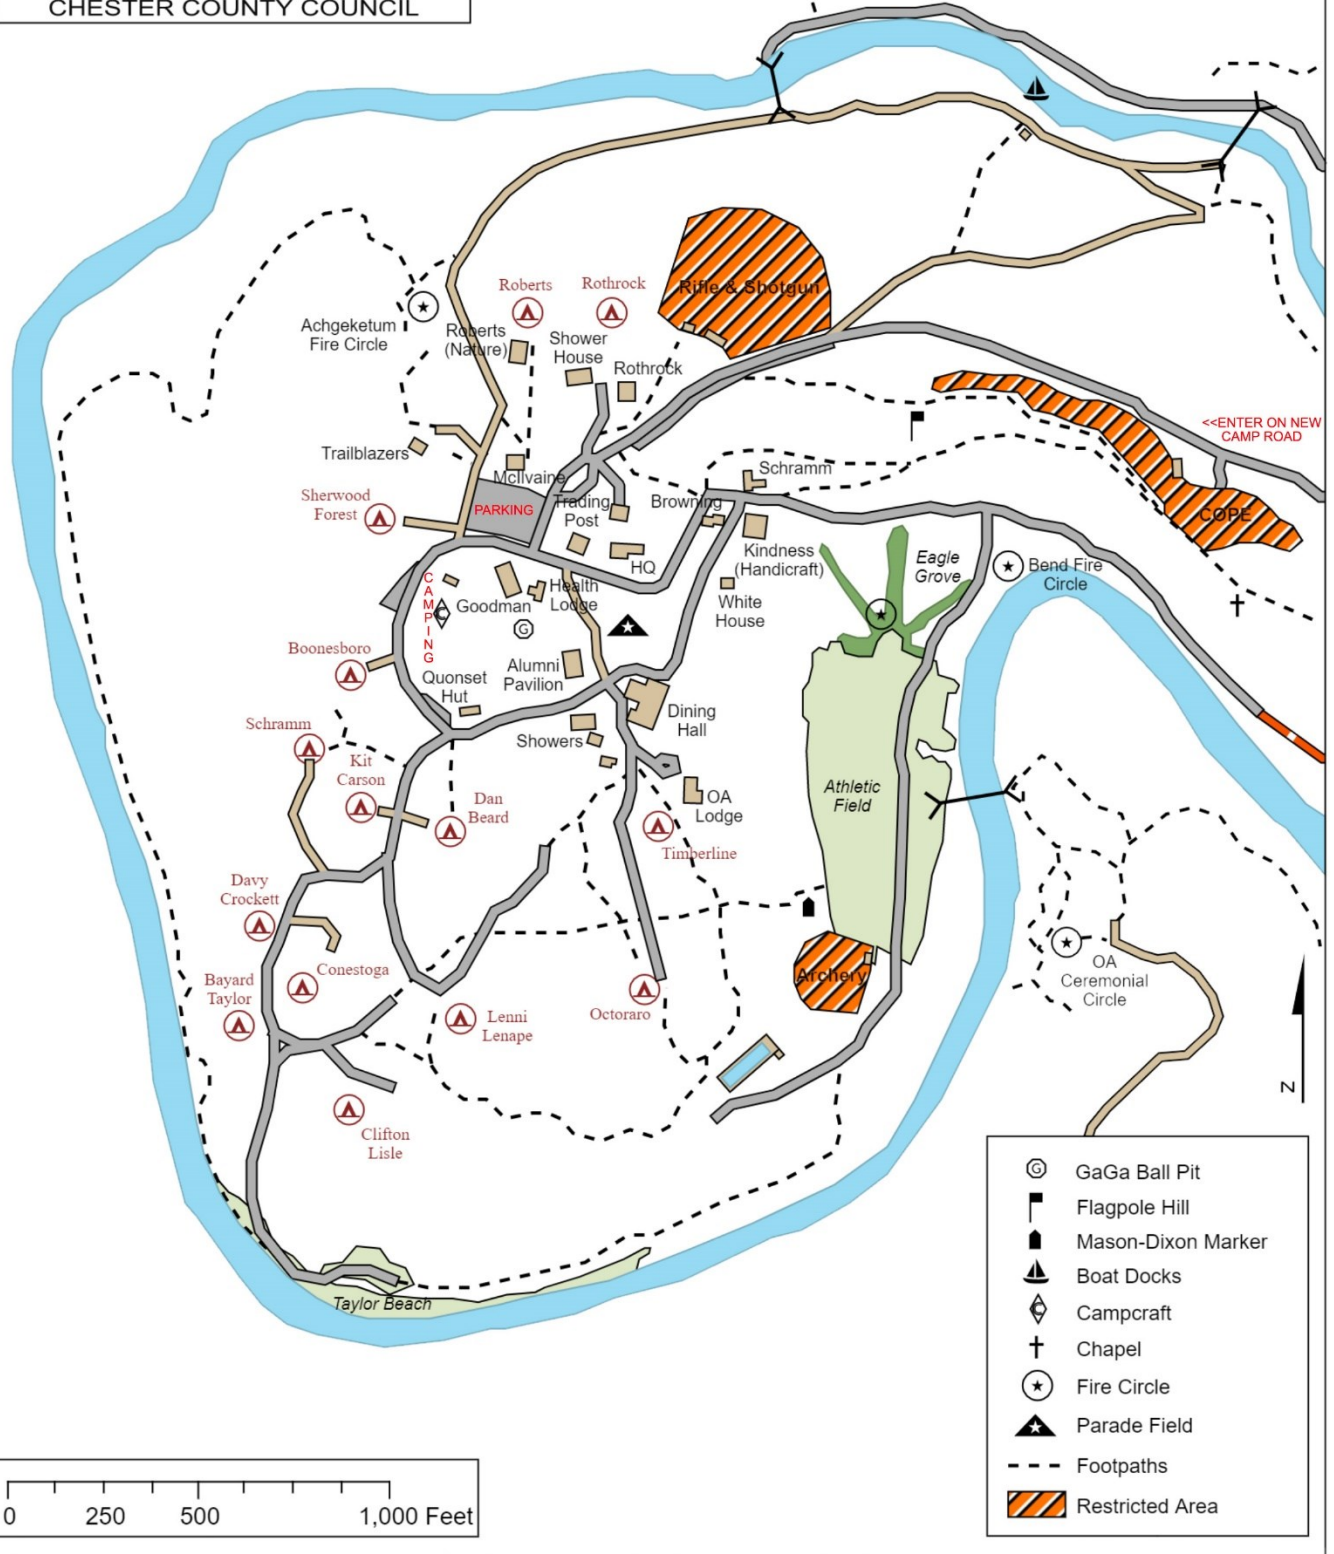 CHESTER COUNTY COUNCIL
Roberts
Rothrock
Rifle & Shotgun
Achgeketum
Fire Circle
Roberts
(Nature)
Shower
House
Rothrock
<<ENTER ON NEW
CAMP ROAD
Trailblazers
McIlvaine
Schramm
Sherwood
Forest
PARKING
Trading
Post
Browning
COPE
HQ
Kindness
(Handicraft)
Eagle
Grove
Bend Fire
Circle
CAMPING
C
Goodman
Health
Lodge
G
White
House
Boonesboro
Quonset
Hut
Alumni
Pavilion
Schramm
Showers
Dining
Hall
Kit
Carson
Dan
Beard
OA
Lodge
Athletic
Field
Timberline
Davy
Crockett
Bayard
Taylor
Conestoga
Archery
OA
Ceremonial
Circle
Lenni
Lenape
Octoraro
Clifton
Lisle
N
Taylor Beach
G GaGa Ball Pit
Flagpole Hill
Mason-Dixon Marker
Boat Docks
C Campcraft
Chapel
Fire Circle
Parade Field
Footpaths
Restricted Area
0 250 500 1,000 Feet